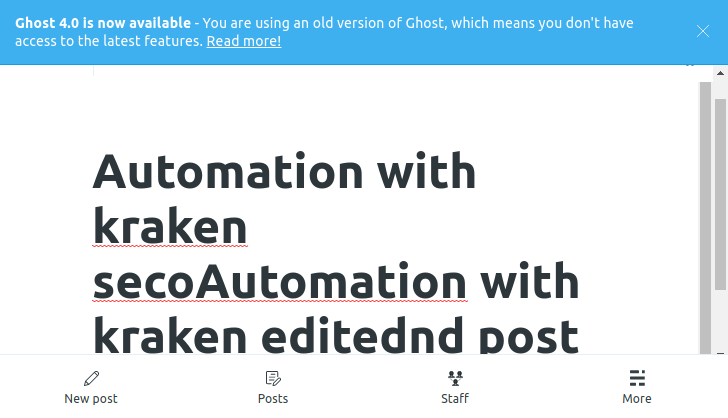 Ghost 4.0 is now available - You are using an old version of Ghost, which means you don't have
access to the latest features. Read more!
Automation with
kraken
secoAutomation with
kraken editednd post
New post
Posts
Staff
More